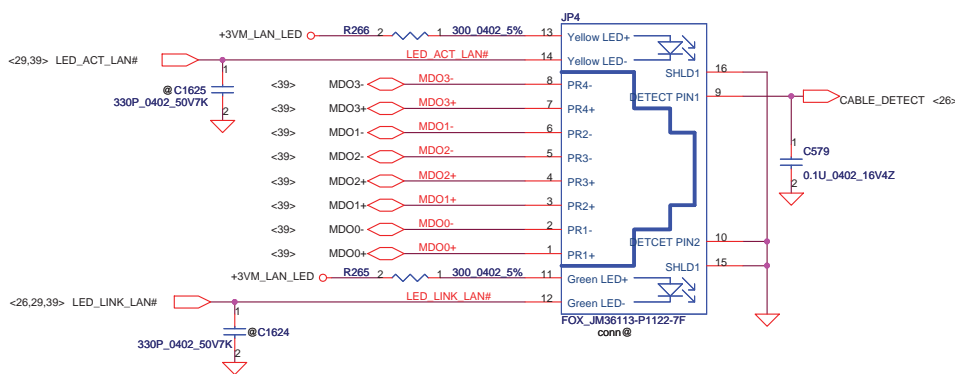 JP4
+3VM_LAN_LED R266 2 1 300_0402_5% 13 Yellow LED+
<29,39> LED_ACT_LAN# LED_ACT_LAN# 14 Yellow LED-
SHLD1 16
1
@C1625
330P_0402_50V7K
2
<39> MDO3- MDO3- 8 PR4-
DETECT PIN1 9 CABLE_DETECT <26>
<39> MDO3+ MDO3+ 7 PR4+
<39> MDO1- MDO1- 6 PR2-
<39> MDO2- MDO2- 5 PR3-
1
C579
0.1U_0402_16V4Z
2
<39> MDO2+ MDO2+ 4 PR3+
<39> MDO1+ MDO1+ 3 PR2+
<39> MDO0- MDO0- 2 PR1-
DETCET PIN2 10
<39> MDO0+ MDO0+ 1 PR1+
SHLD1 15
+3VM_LAN_LED R265 2 1 300_0402_5% 11 Green LED+
<26,29,39> LED_LINK_LAN# LED_LINK_LAN# 12 Green LED-
1
@C1624
330P_0402_50V7K
2
FOX_JM36113-P1122-7F
conn@